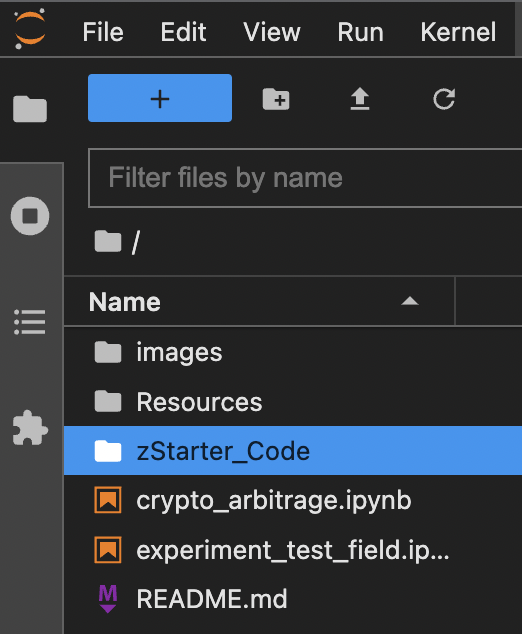 File Edit View Run Kernel
+
Filter files by name
/
Name
images
Resources
zStarter_Code
crypto_arbitrage.ipynb
experiment_test_field.ip...
M README.md